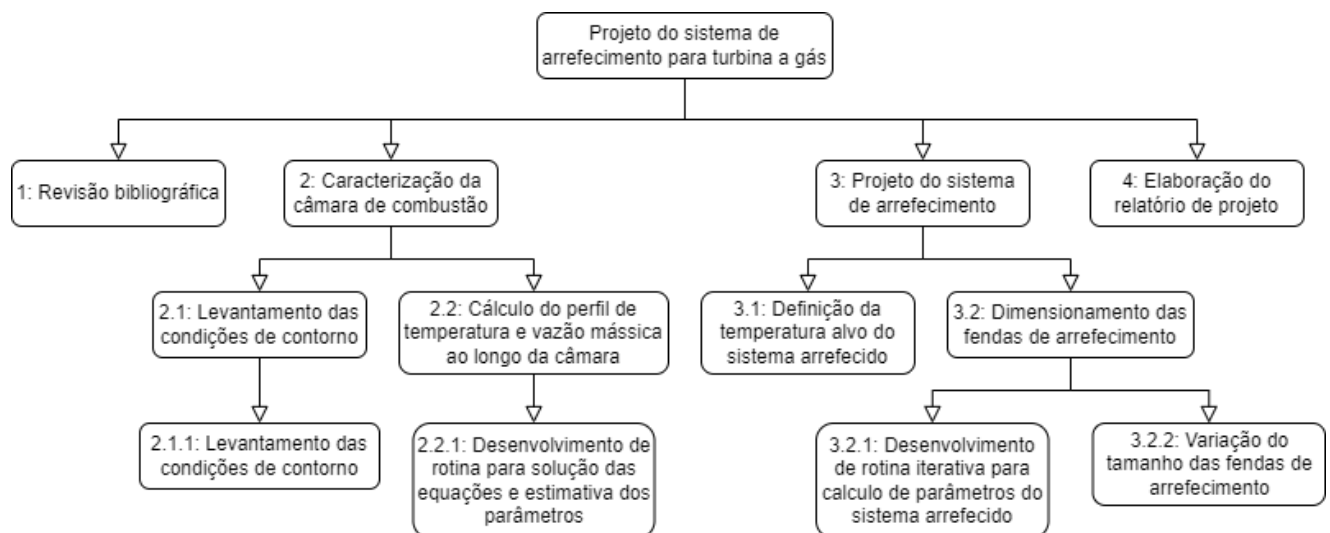 Projeto do sistema de
arrefecimento para turbina a gás
1: Revisão bibliográfica
2: Caracterização da
câmara de combustão
3: Projeto do sistema
de arrefecimento
4: Elaboração do
relatório de projeto
2.1: Levantamento das
condições de contorno
2.2: Cálculo do perfil de
temperatura e vazão mássica
ao longo da câmara
3.1: Definição da
temperatura alvo do
sistema arrefecido
3.2: Dimensionamento das
fendas de arrefecimento
2.1.1: Levantamento das
condições de contorno
2.2.1: Desenvolvimento de
rotina para solução das
equações e estimativa dos
parâmetros
3.2.1: Desenvolvimento
de rotina iterativa para
calculo de parâmetros do
sistema arrefecido
3.2.2: Variação do
tamanho das fendas de
arrefecimento